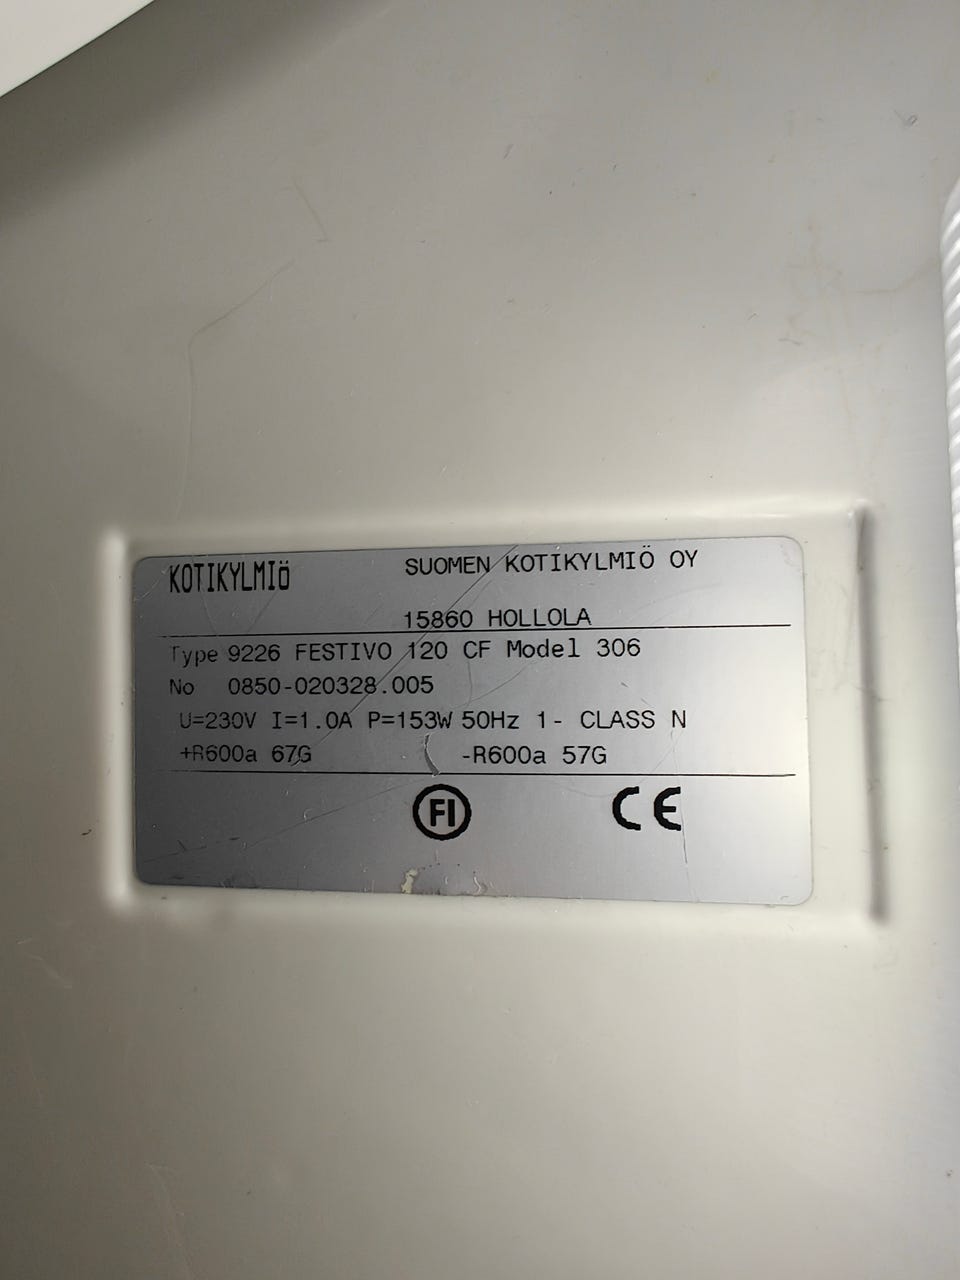 KOTIKYLMIÖ SUOMEN KOTIKYLMIÖ OY
15860 HOLLOLA
Type 9226 FESTIVO 120 CF Model 306
No 0850-020328.005
U=230V I=1.0A P=153W 50Hz 1- CLASS N
+R600a 67G -R600a 57G
FI CE